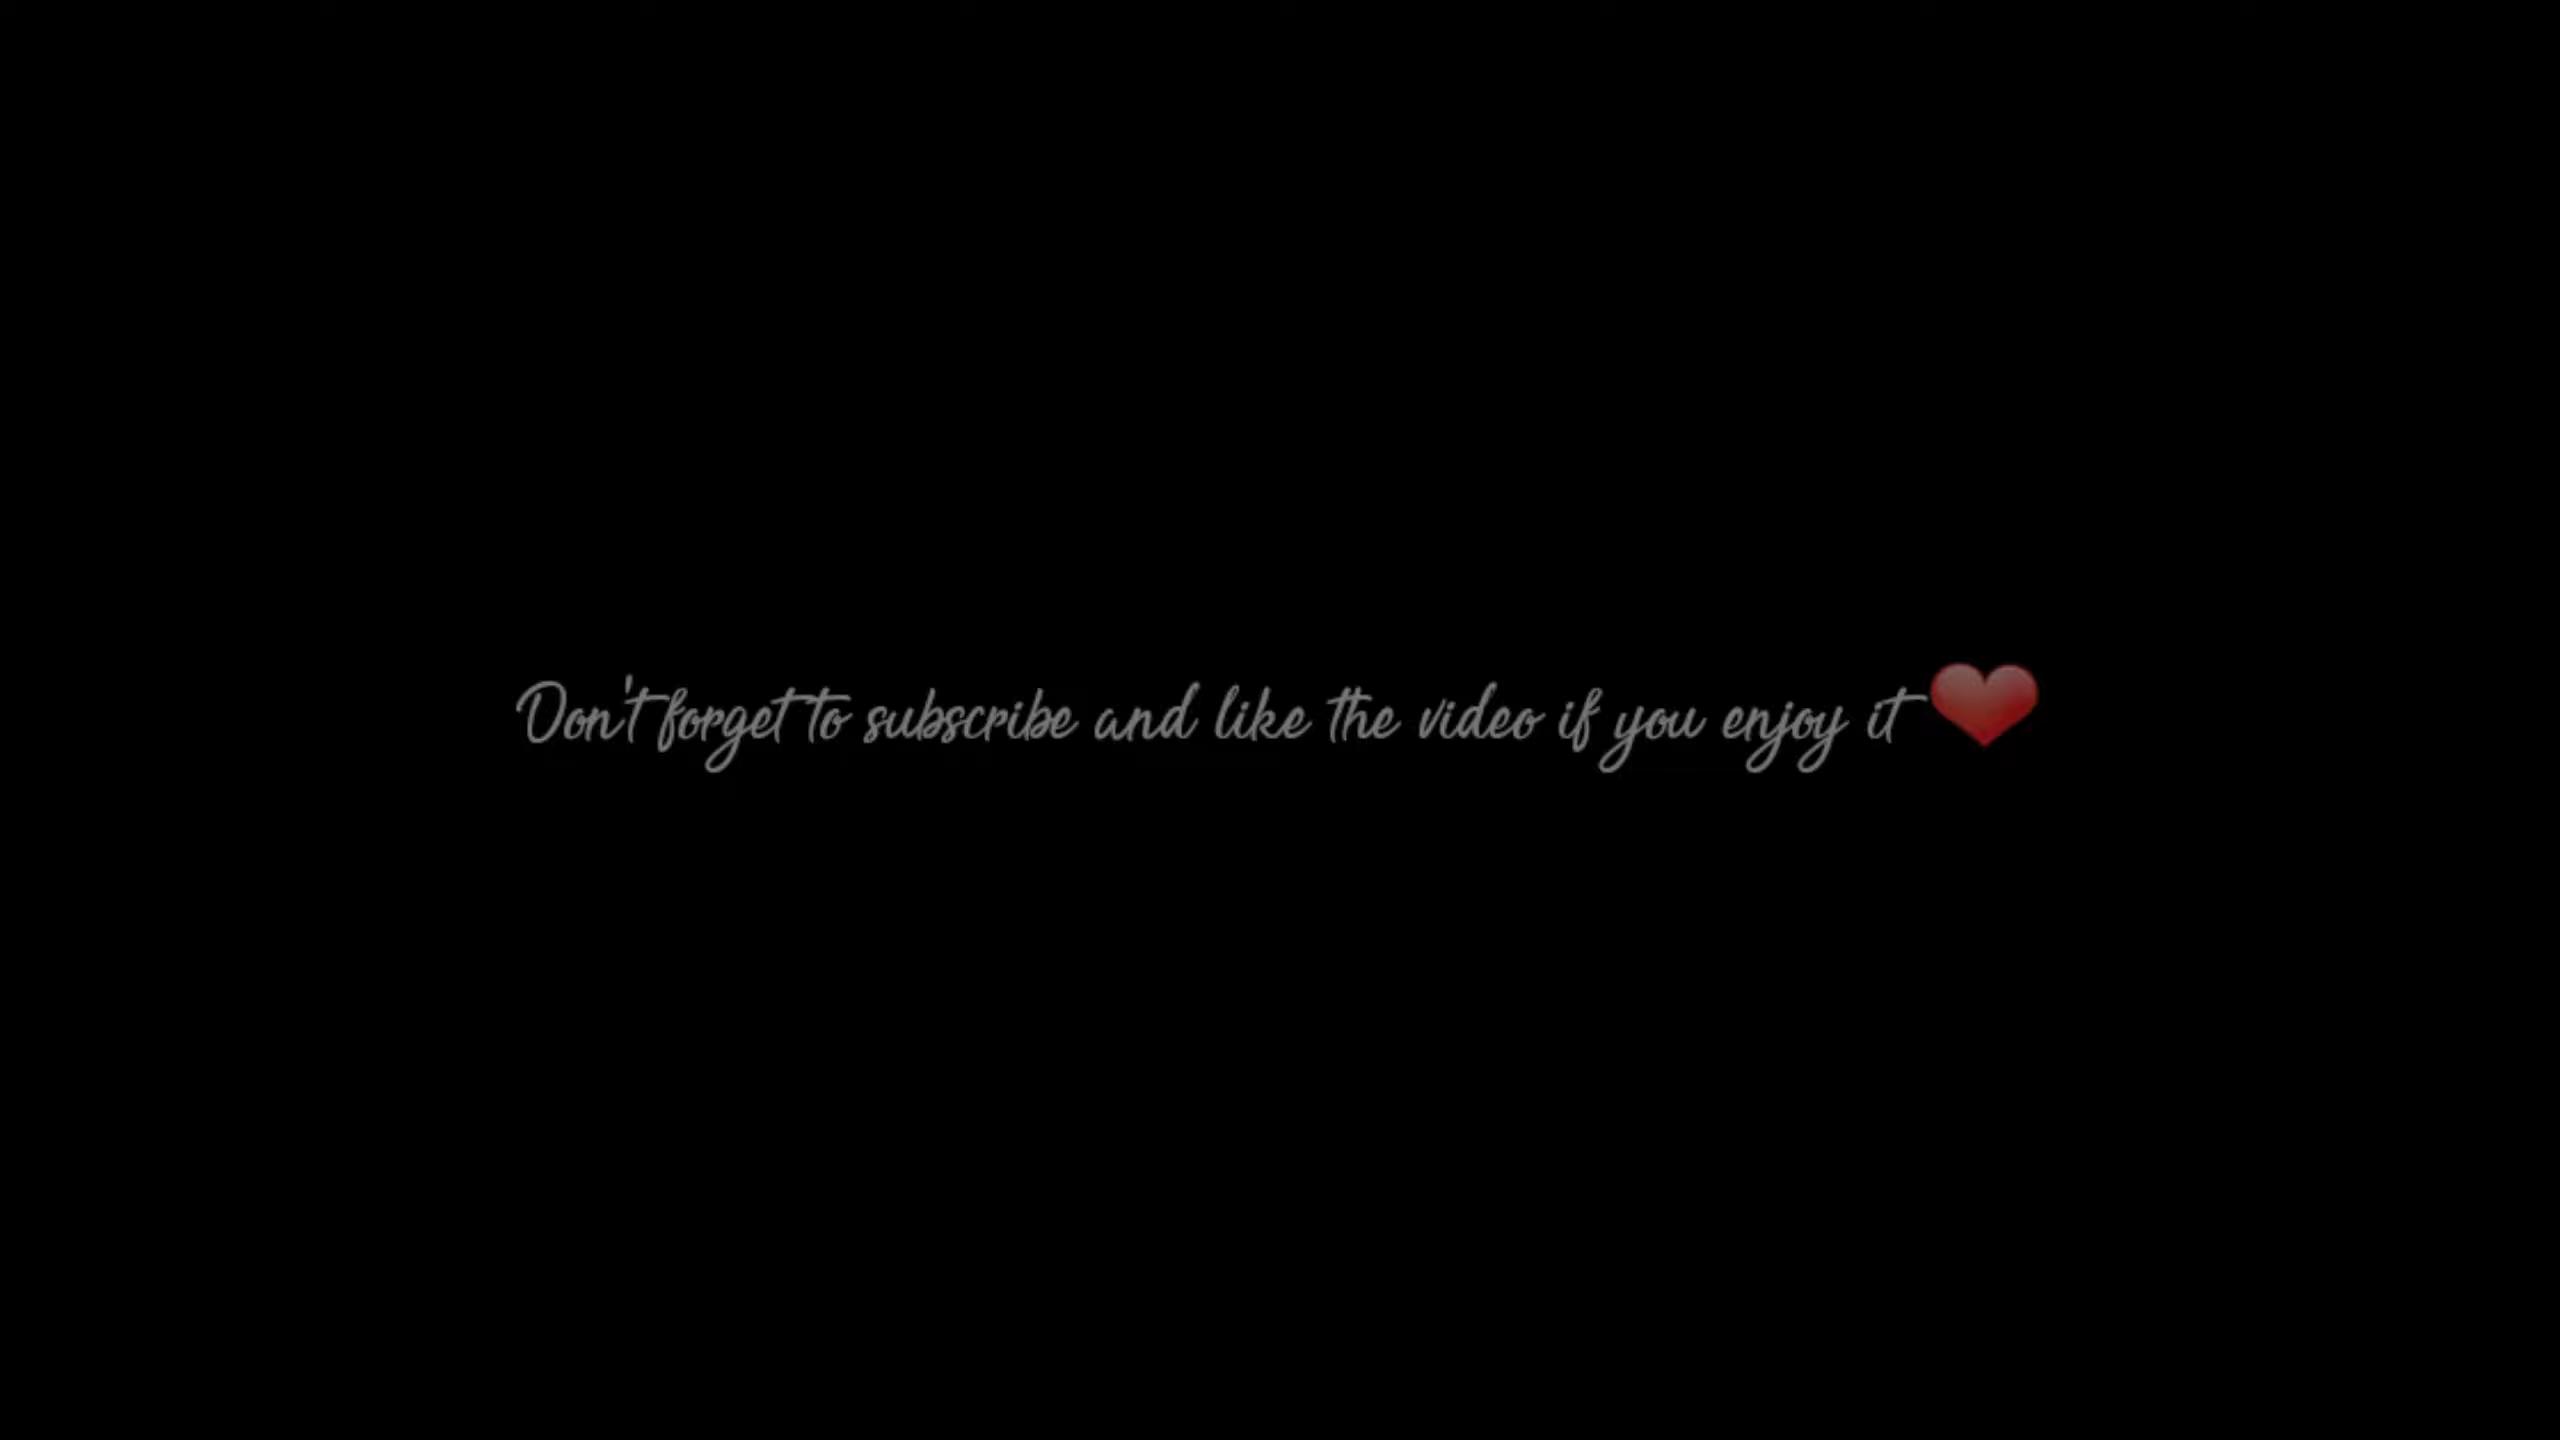 Don't forget to subscribe and like the video if you enjoy it ❤